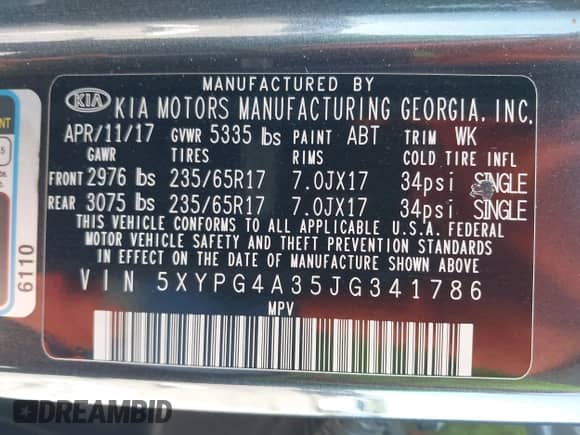 MANUFACTURED BY
KIA KIA MOTORS MANUFACTURING GEORGIA, INC.
APR/11/17 GVWR 5335 lbs PAINT ABT TRIM WK
GAWR TIRES RIMS COLD TIRE INFL
FRONT 2976 lbs 235/65R17 7.0JX17 34psi SINGLE
REAR 3075 lbs 235/65R17 7.0JX17 34psi SINGLE
THIS VEHICLE CONFORMS TO ALL APPLICABLE U.S.A. FEDERAL
MOTOR VEHICLE SAFETY AND THEFT PREVENTION STANDARDS
IN EFFECT ON THE DATE OF MANUFACTURE SHOWN ABOVE.
VIN 5XYPG4A35JG341786
MPV
6110
DREAMBID